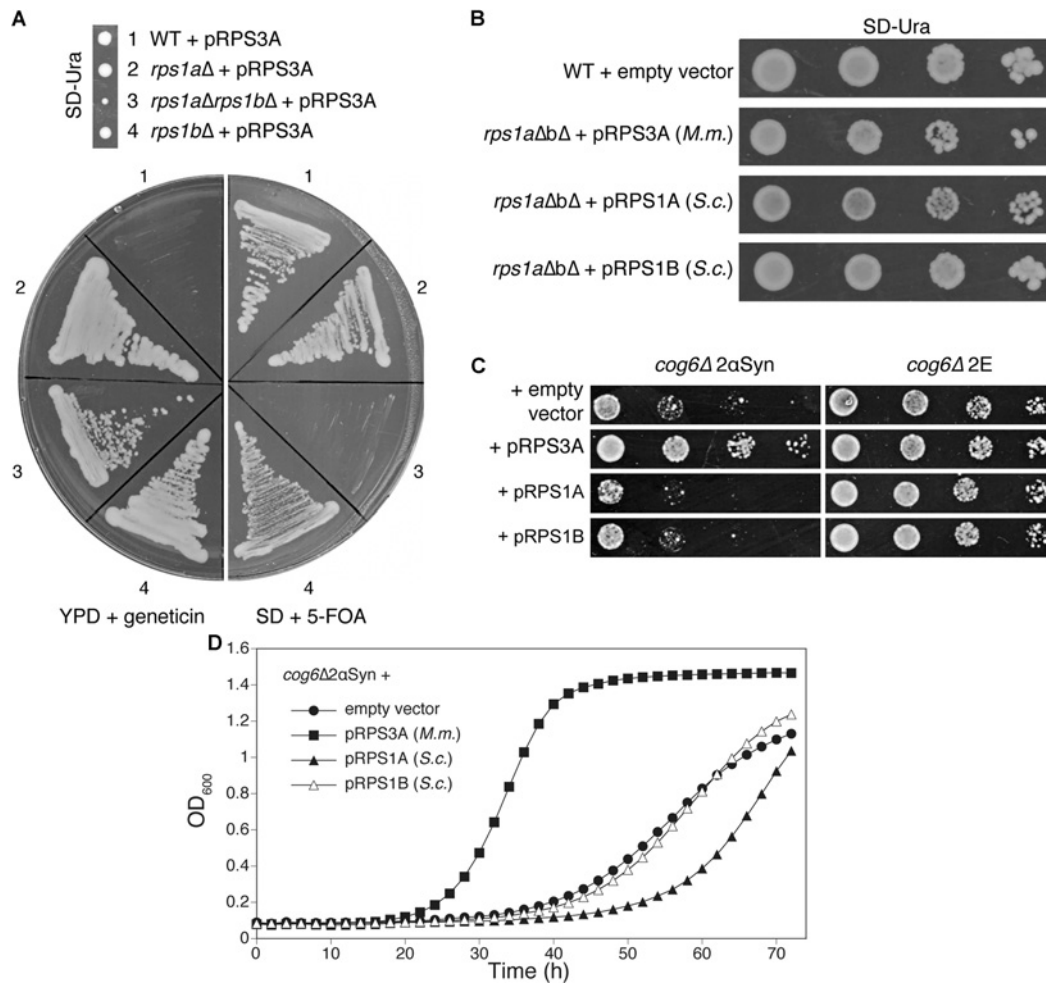 A
SD-Ura
1 WT + pRPS3A
2 rps1aΔ + pRPS3A
3 rps1aΔrps1bΔ + pRPS3A
4 rps1bΔ + pRPS3A
1
1
2
2
3
3
4
4
YPD + geneticin
SD + 5-FOA
B
SD-Ura
WT + empty vector
rps1aΔbΔ + pRPS3A (M.m.)
rps1aΔbΔ + pRPS1A (S.c.)
rps1aΔbΔ + pRPS1B (S.c.)
C
cog6Δ 2αSyn
cog6Δ 2E
+ empty
vector
+ pRPS3A
+ pRPS1A
+ pRPS1B
D
cog6Δ2αSyn +
empty vector
pRPS3A (M.m.)
pRPS1A (S.c.)
pRPS1B (S.c.)
OD600
1.6
1.4
1.2
1
0.8
0.6
0.4
0.2
0
0 10 20 30 40 50 60 70
Time (h)